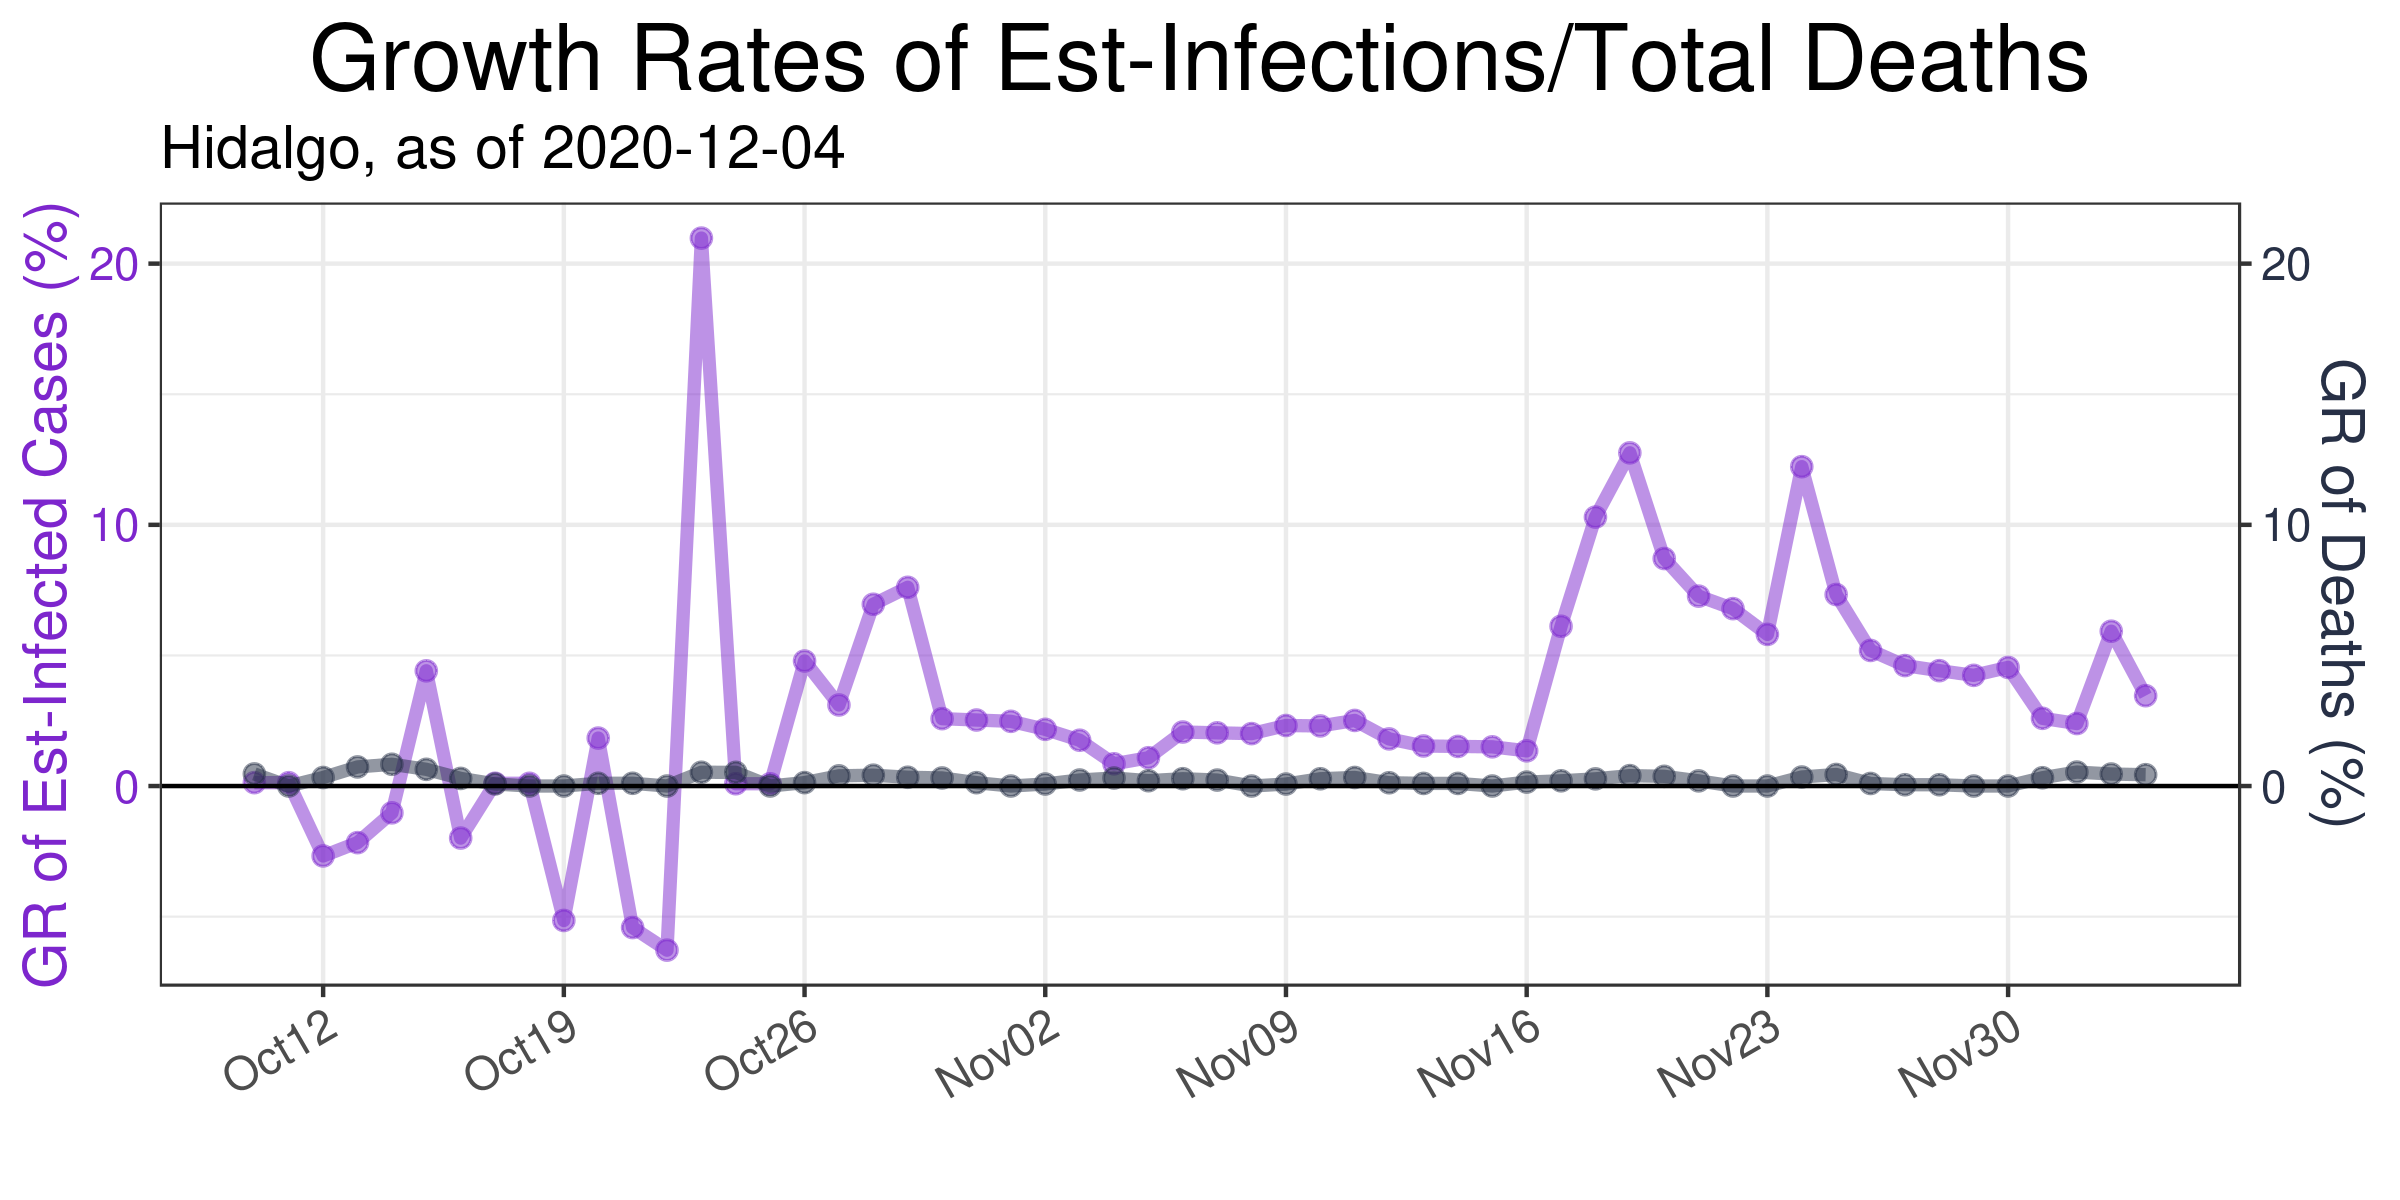 Growth Rates of Est-Infections/Total Deaths
Hidalgo, as of 2020-12-04
GR of Est-Infected Cases (%)
20
10
0
20
10
0
GR of Deaths (%)
Oct12
Oct19
Oct26
Nov02
Nov09
Nov16
Nov23
Nov30